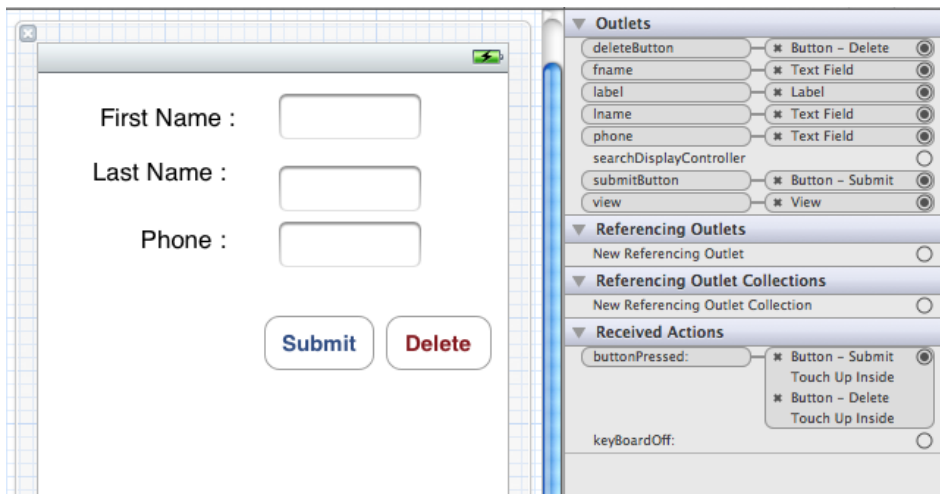 First Name :
Last Name :
Phone :
Submit Delete
Outlets
deleteButton Button - Delete
fname Text Field
label Label
lname Text Field
phone Text Field
searchDisplayController
submitButton Button - Submit
view View
Referencing Outlets
New Referencing Outlet
Referencing Outlet Collections
New Referencing Outlet Collection
Received Actions
buttonPressed: Button - Submit
Touch Up Inside
Button - Delete
Touch Up Inside
keyBoardOff: